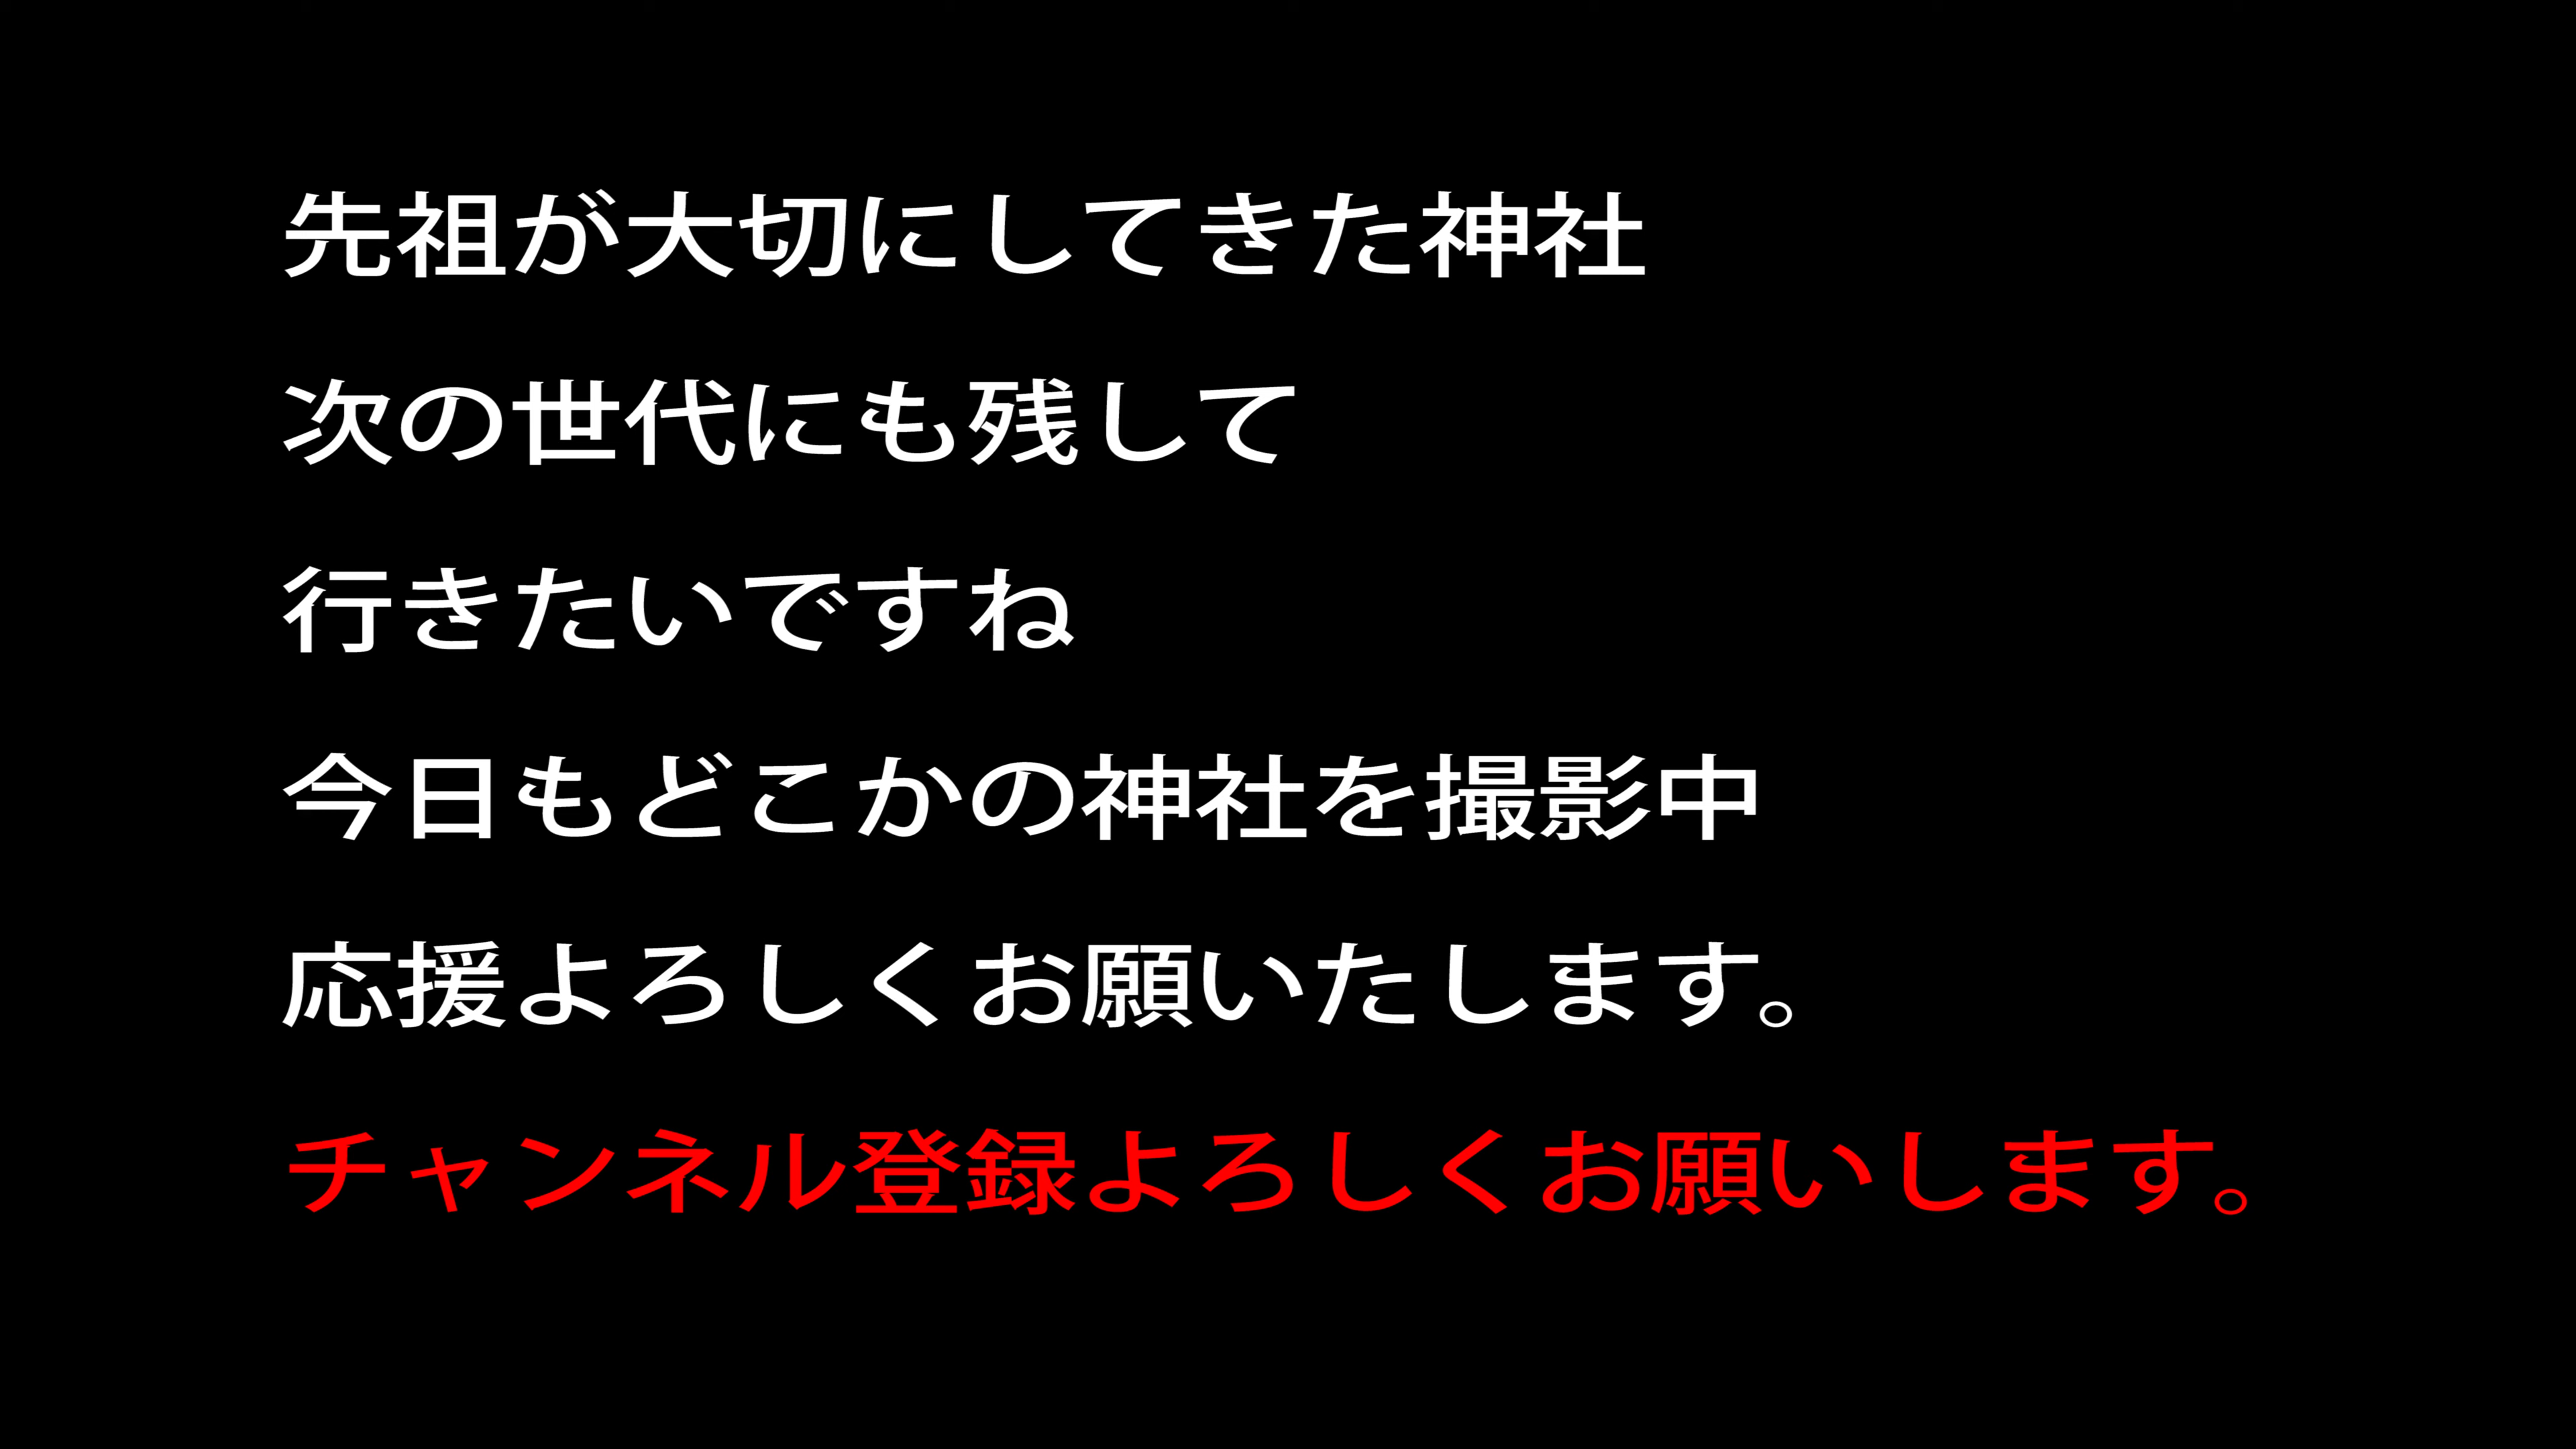 先祖が大切にしてきた神社
次の世代にも残して
行きたいですね
今日もどこかの神社を撮影中
応援よろしくお願いたします。
チャンネル登録よろしくお願いします。